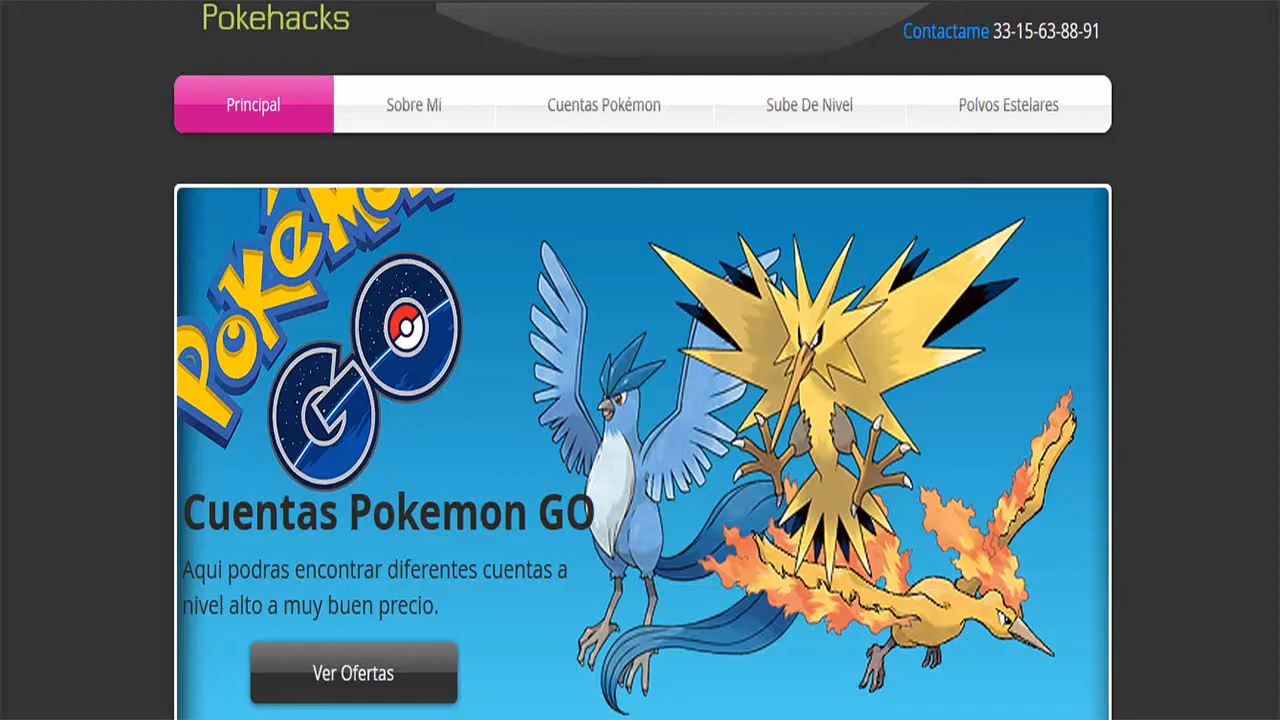 Pokehacks
Contactame 33-15-63-88-91
Principal
Sobre Mi
Cuentas Pokémon
Sube De Nivel
Polvos Estelares
Pokémon
GO
Cuentas Pokemon GO
Aqui podras encontrar diferentes cuentas a
nivel alto a muy buen precio.
Ver Ofertas